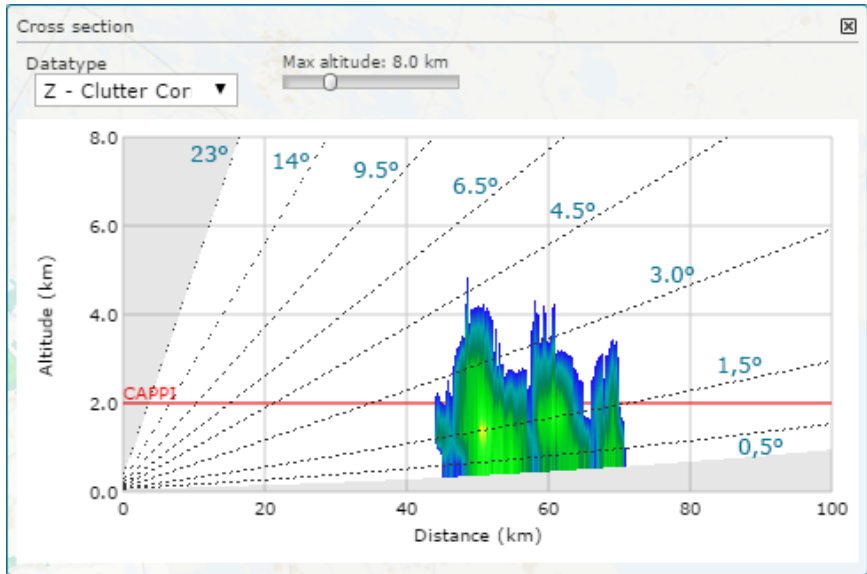 Cross section
Datatype
Max altitude: 8.0 km
Z - Clutter Cor
8.0
6.0
4.0
2.0
0.0
Altitude (km)
23º
14º
9.5º
6.5º
4.5º
3.0º
1,5º
0,5º
CAPPI
0
20
40
60
80
100
Distance (km)